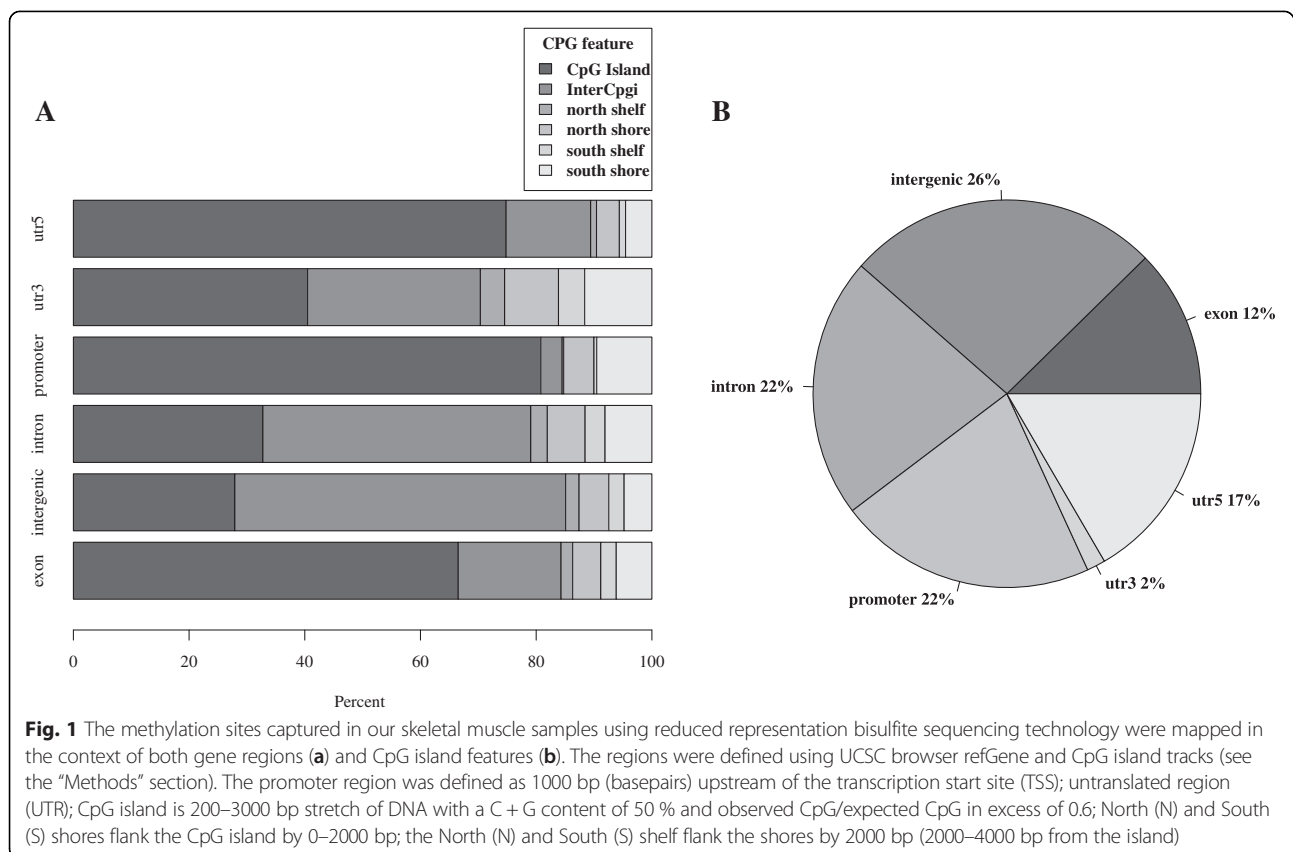 CPG feature
CpG Island
InterCpgi
north shelf
north shore
south shelf
south shore
A
utr5
utr3
promoter
intron
intergenic
exon
0 20 40 60 80 100
Percent
B
intergenic 26%
exon 12%
intron 22%
utr5 17%
utr3 2%
promoter 22%
Fig. 1 The methylation sites captured in our skeletal muscle samples using reduced representation bisulfite sequencing technology were mapped in
the context of both gene regions (a) and CpG island features (b). The regions were defined using UCSC browser refGene and CpG island tracks (see
the “Methods” section). The promoter region was defined as 1000 bp (basepairs) upstream of the transcription start site (TSS); untranslated region
(UTR); CpG island is 200–3000 bp stretch of DNA with a C + G content of 50 % and observed CpG/expected CpG in excess of 0.6; North (N) and South
(S) shores flank the CpG island by 0–2000 bp; the North (N) and South (S) shelf flank the shores by 2000 bp (2000–4000 bp from the island)